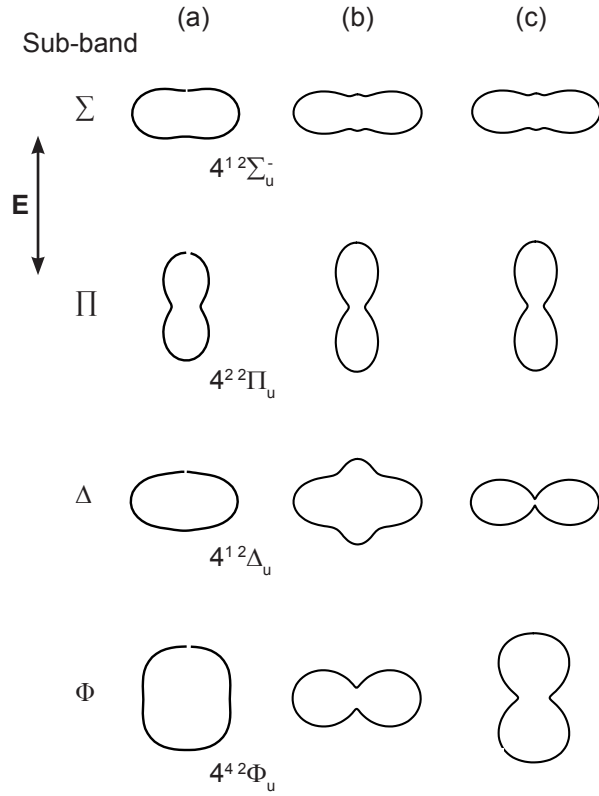 (a) (b) (c)
Sub-band
Σ
4¹ ²Σᵤ⁻
E
Π
4² ²Πᵤ
Δ
4¹ ²Δᵤ
Φ
4⁴ ²Φᵤ